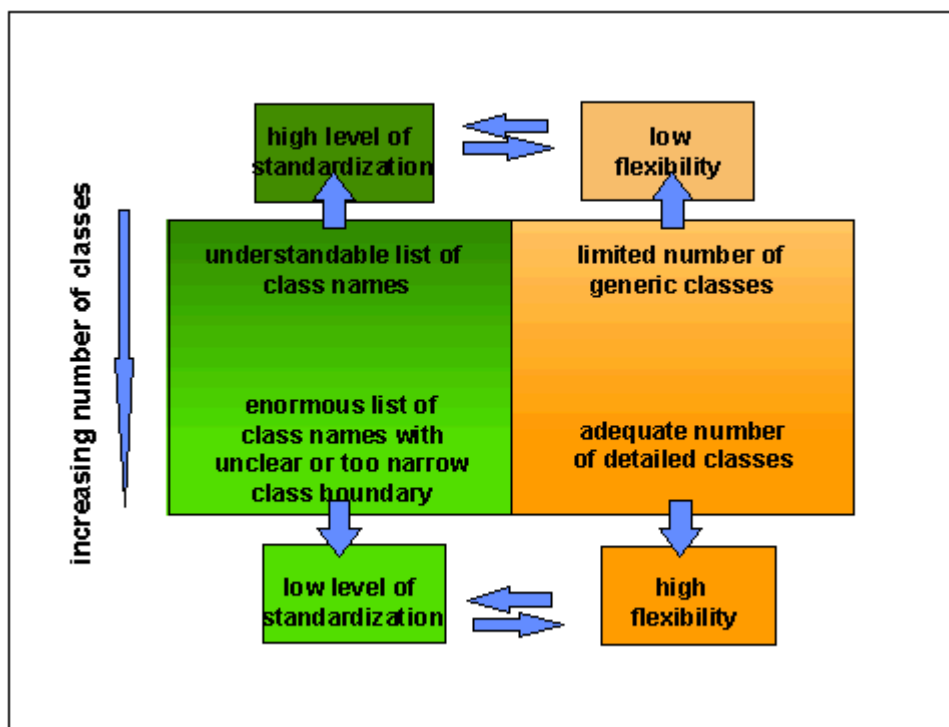 high level of
standardization
low
flexibility
increasing number of classes
understandable list of
class names
limited number of
generic classes
enormous list of
class names with
unclear or too narrow
class boundary
adequate number
of detailed classes
low level of
standardization
high
flexibility